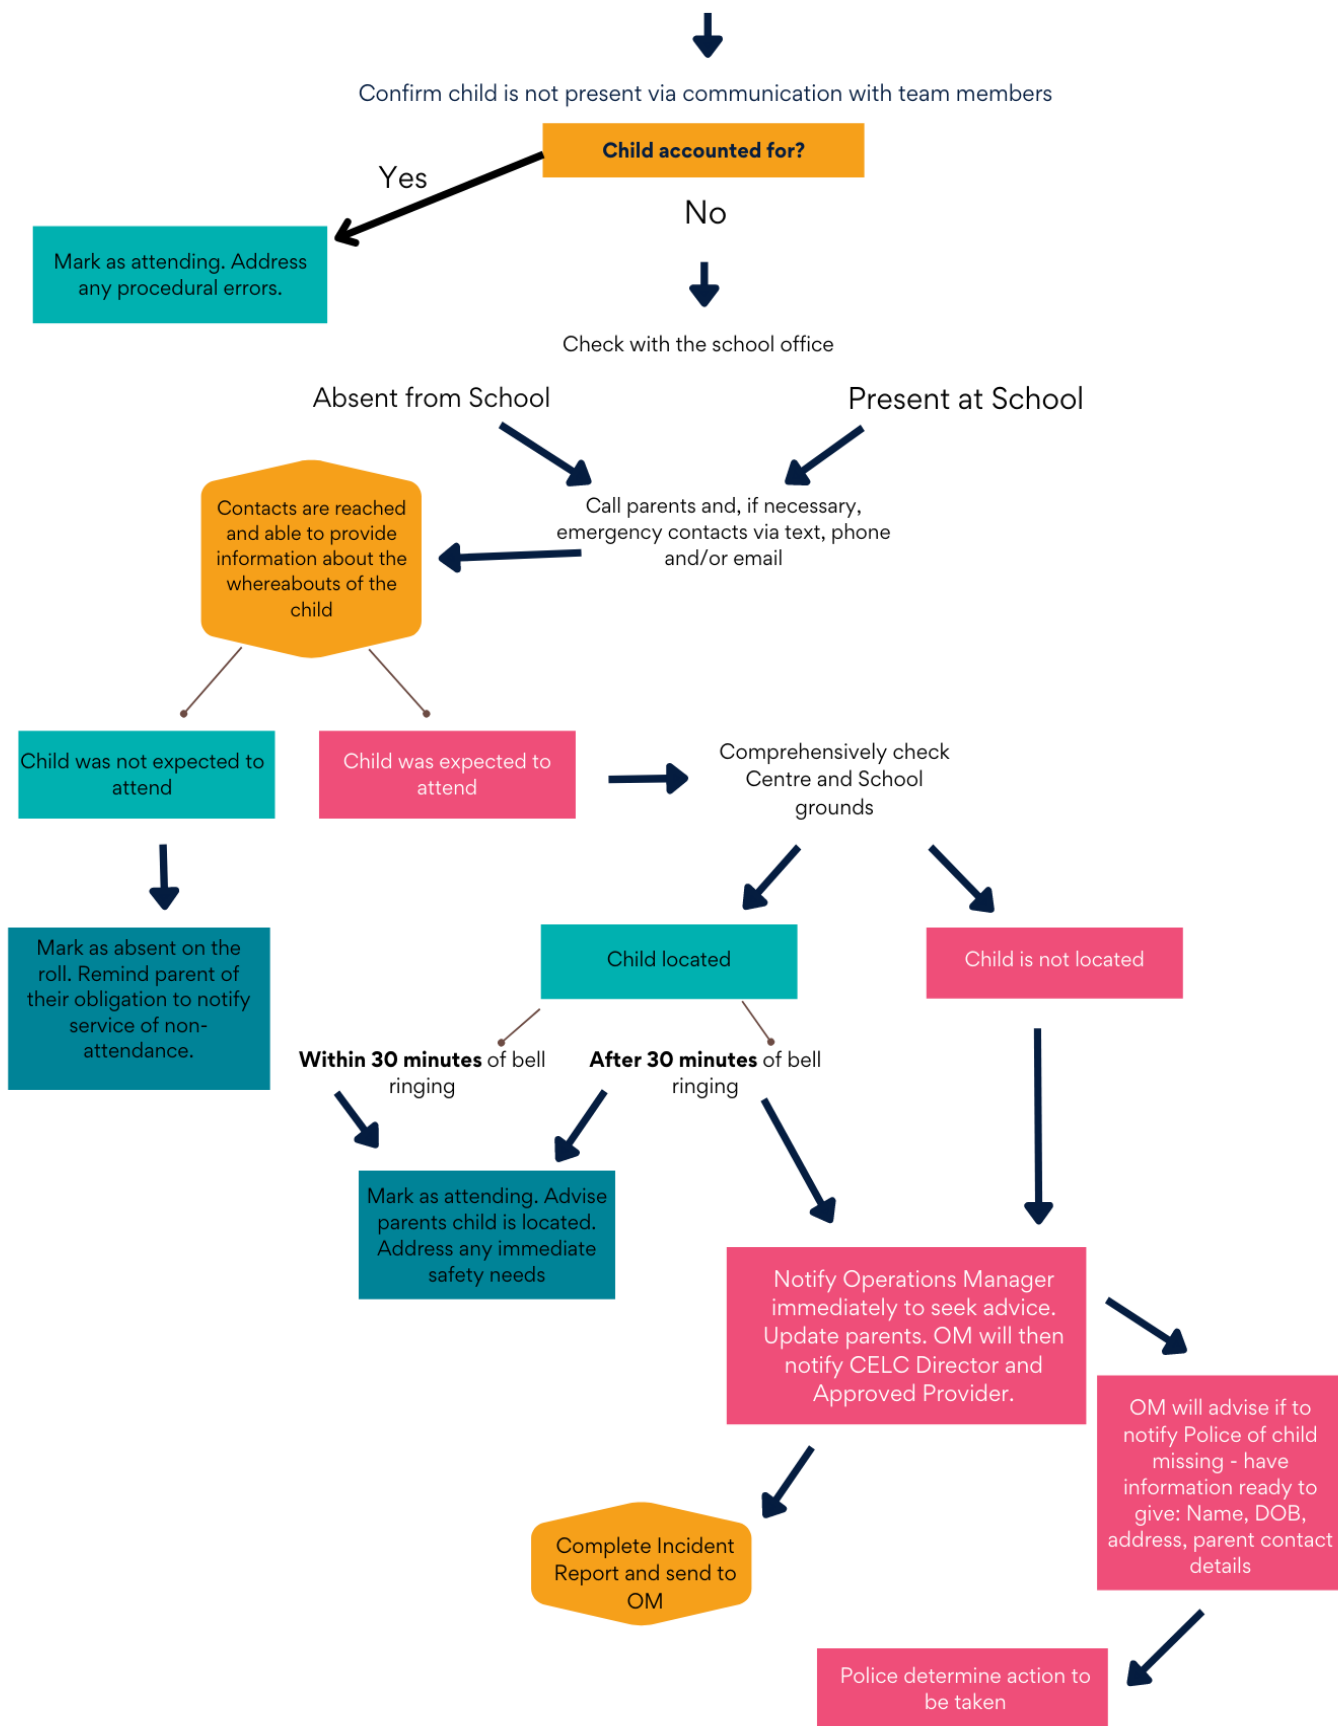 Confirm child is not present via communication with team members
Child accounted for?
Yes
No
Mark as attending. Address
any procedural errors.
Check with the school office
Absent from School
Present at School
Contacts are reached
and able to provide
information about the
whereabouts of the
child
Call parents and, if necessary,
emergency contacts via text, phone
and/or email
Child was not expected to
attend
Child was expected to
attend
Comprehensively check
Centre and School
grounds
Mark as absent on the
roll. Remind parent of
their obligation to notify
service of non-
attendance.
Child located
Child is not located
Within 30 minutes of bell
ringing
After 30 minutes of bell
ringing
Mark as attending. Advise
parents child is located.
Address any immediate
safety needs
Notify Operations Manager
immediately to seek advice.
Update parents. OM will then
notify CELC Director and
Approved Provider.
OM will advise if to
notify Police of child
missing - have
information ready to
give: Name, DOB,
address, parent contact
details
Complete Incident
Report and send to
OM
Police determine action to
be taken